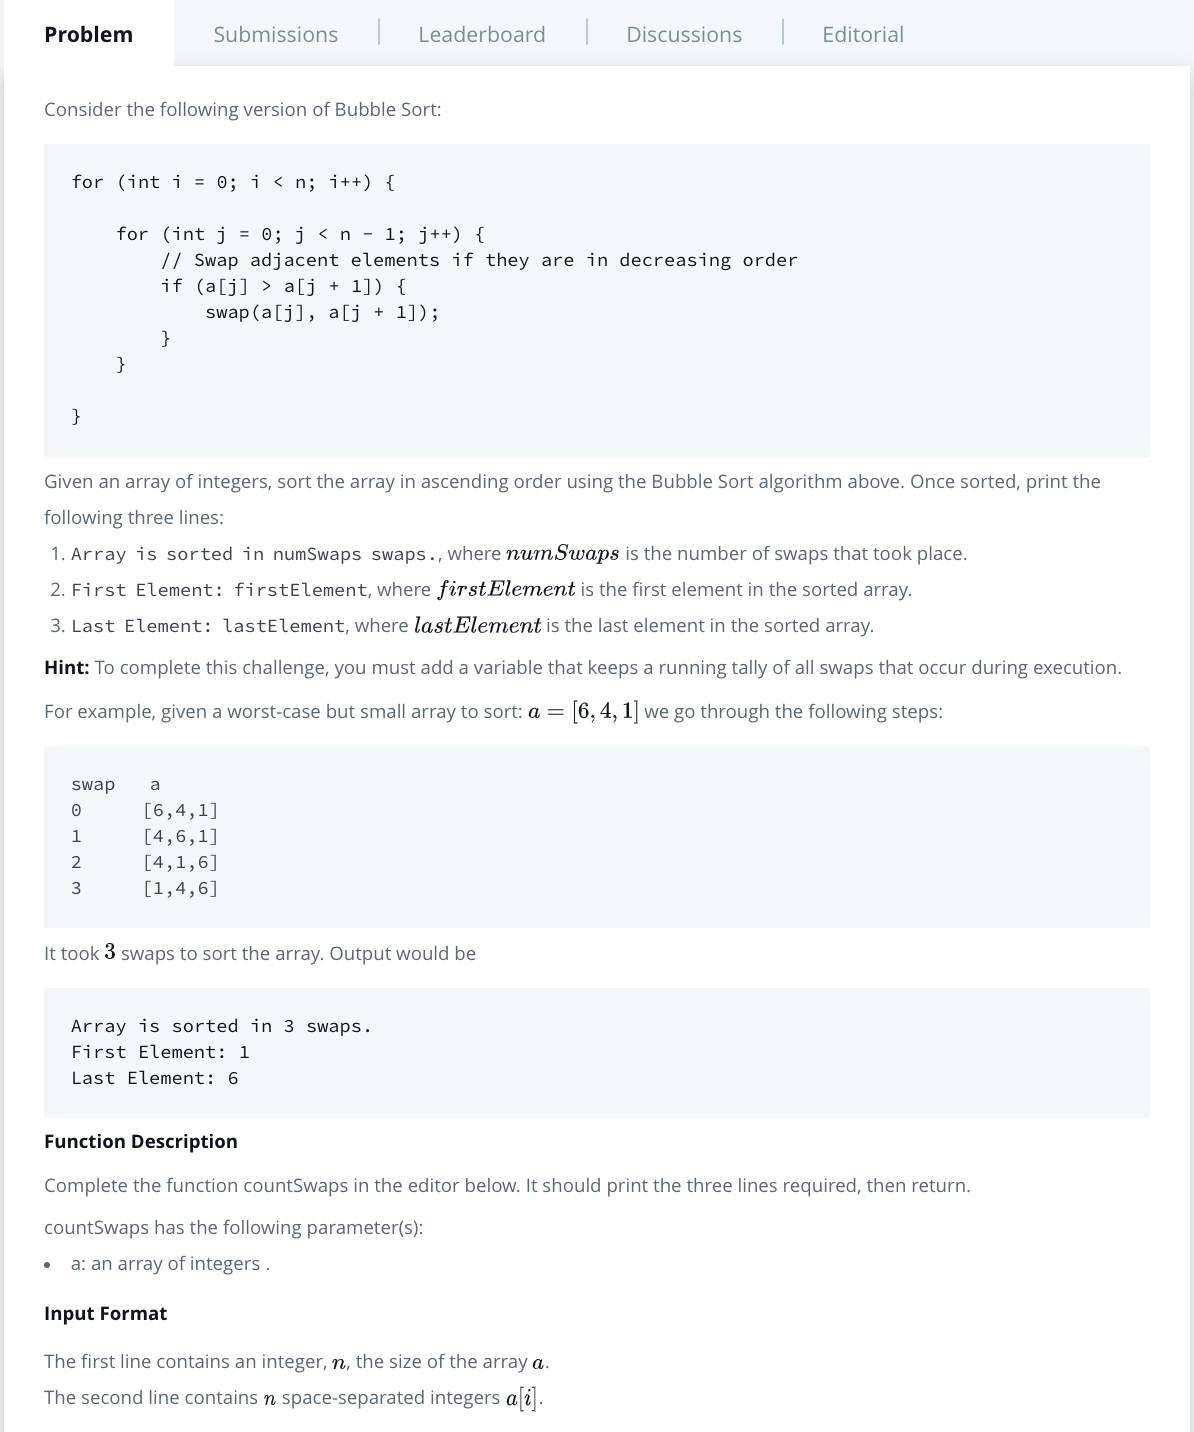 Problem Submissions | Leaderboard | Discussions | Editorial
Consider the following version of Bubble Sort:
for (int i = 0; i < n; i++) {
    for (int j = 0; j < n - 1; j++) {
        // Swap adjacent elements if they are in decreasing order
        if (a[j] > a[j + 1]) {
            swap(a[j], a[j + 1]);
        }
    }
}
Given an array of integers, sort the array in ascending order using the Bubble Sort algorithm above. Once sorted, print the
following three lines:
1. Array is sorted in numSwaps swaps., where numSwaps is the number of swaps that took place.
2. First Element: firstElement, where firstElement is the first element in the sorted array.
3. Last Element: lastElement, where lastElement is the last element in the sorted array.
Hint: To complete this challenge, you must add a variable that keeps a running tally of all swaps that occur during execution.
For example, given a worst-case but small array to sort: a = [6, 4, 1] we go through the following steps:
swap   a
0      [6,4,1]
1      [4,6,1]
2      [4,1,6]
3      [1,4,6]
It took 3 swaps to sort the array. Output would be
Array is sorted in 3 swaps.
First Element: 1
Last Element: 6
Function Description
Complete the function countSwaps in the editor below. It should print the three lines required, then return.
countSwaps has the following parameter(s):
• a: an array of integers .
Input Format
The first line contains an integer, n, the size of the array a.
The second line contains n space-separated integers a[i].